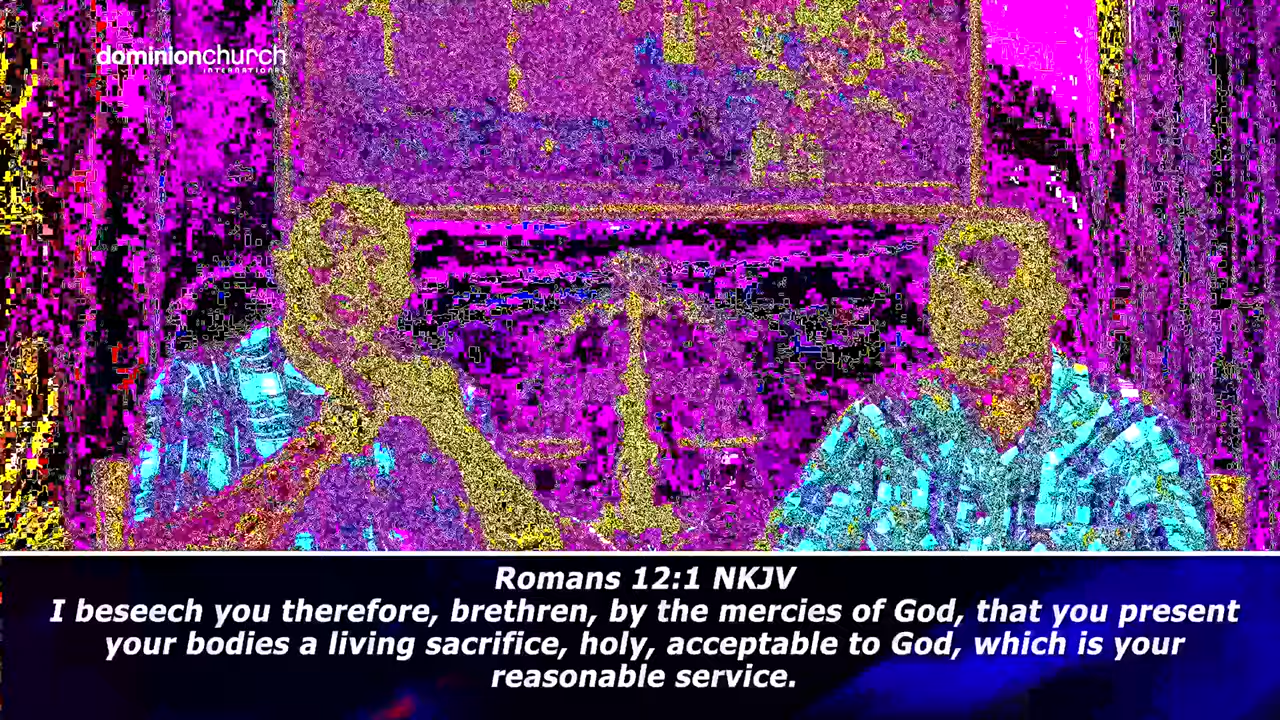 dominionchurch
INTERNATIONAL
Romans 12:1 NKJV
I beseech you therefore, brethren, by the mercies of God, that you present
your bodies a living sacrifice, holy, acceptable to God, which is your
reasonable service.